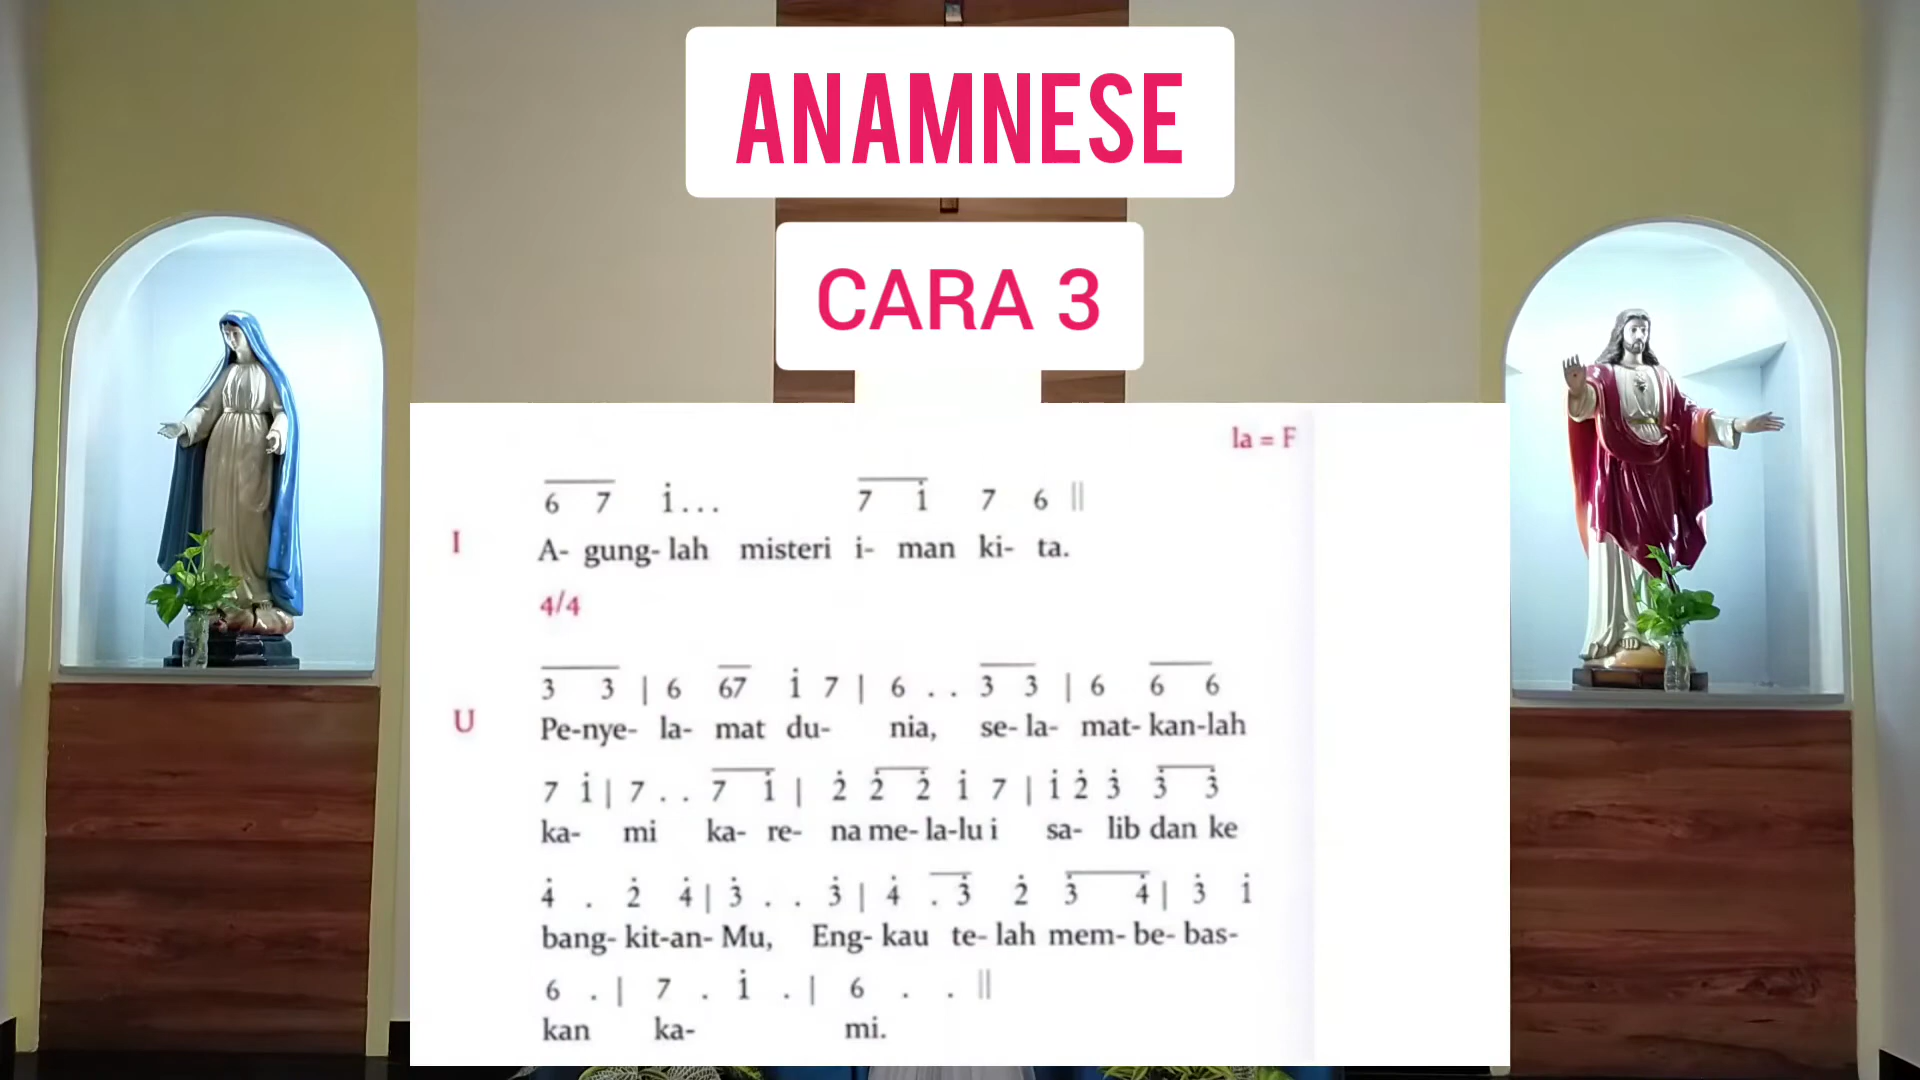 ANAMNESE
CARA 3
la = F
6 7 i̇... 7 i̇ 7 6 ||
I A- gung- lah misteri i- man ki- ta.
4/4
3 3 | 6 67 i̇ 7 | 6 . . 3 3 | 6 6 6
U Pe-nye- la- mat du- nia, se- la- mat- kan-lah
7 i̇ | 7 . . 7 i̇ | 2̇ 2̇ 2̇ i̇ 7 | i̇ 2̇ 3̇ 3̇ 3̇
ka- mi ka- re- na me- la-lu i sa- lib dan ke
4̇ . 2̇ 4̇ | 3̇ . . 3̇ | 4̇ . 3̇ 2̇ 3̇ 4̇ | 3̇ i̇
bang- kit-an- Mu, Eng- kau te- lah mem- be- bas-
6 . | 7 . i̇ . | 6 . . ||
kan ka- mi.